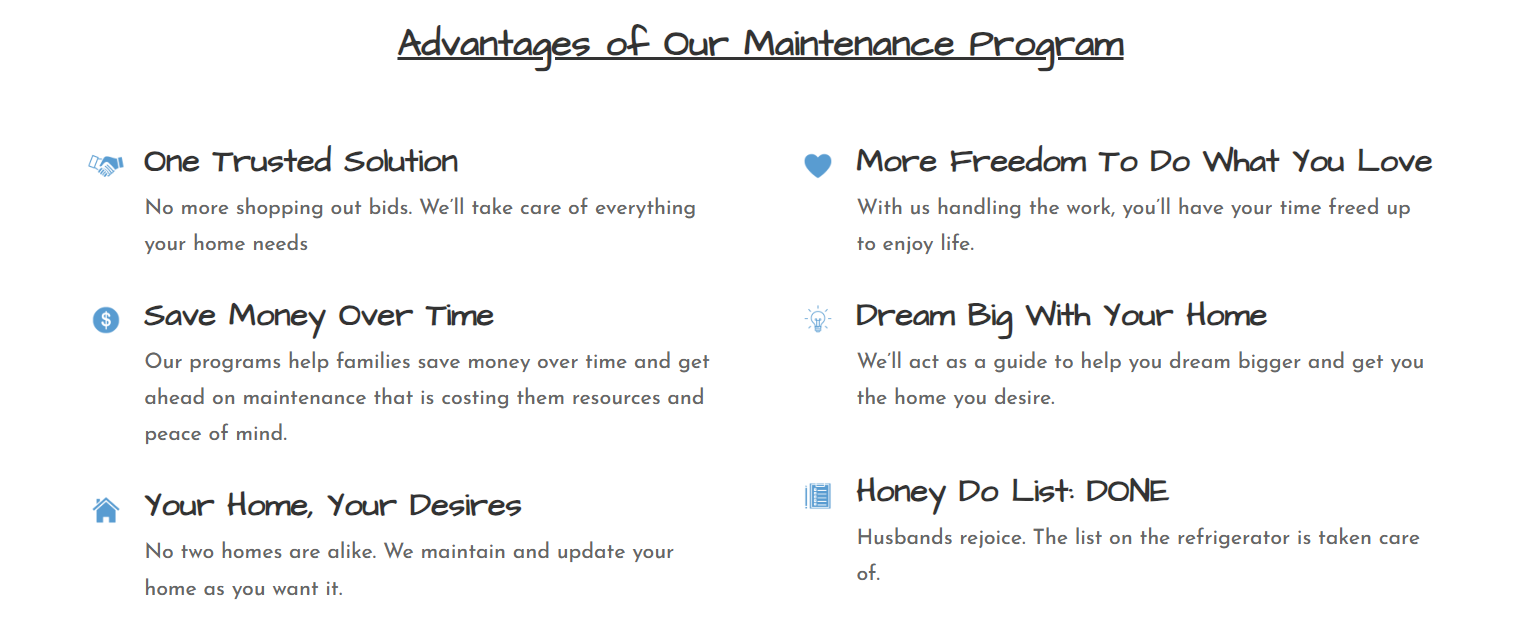 Advantages of Our Maintenance Program
One Trusted Solution
No more shopping out bids. We'll take care of everything
your home needs
Save Money Over Time
Our programs help families save money over time and get
ahead on maintenance that is costing them resources and
peace of mind.
Your Home, Your Desires
No two homes are alike. We maintain and update your
home as you want it.
More Freedom To Do What You Love
With us handling the work, you'll have your time freed up
to enjoy life.
Dream Big With Your Home
We'll act as a guide to help you dream bigger and get you
the home you desire.
Honey Do List: DONE
Husbands rejoice. The list on the refrigerator is taken care
of.